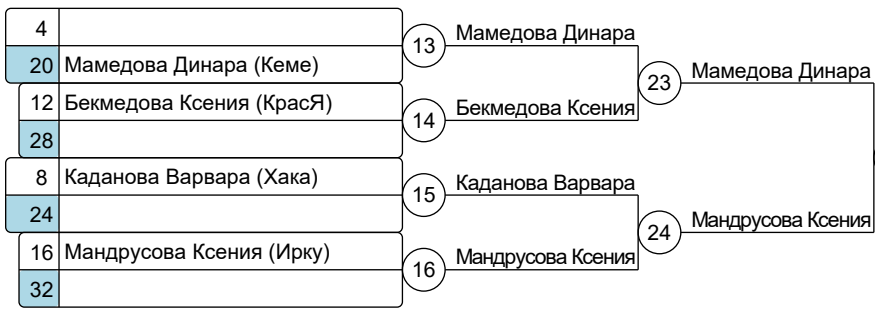 4
20 Мамедова Динара (Кеме)
12 Бекмедова Ксения (КрасЯ)
28
8 Каданова Варвара (Хака)
24
16 Мандрусова Ксения (Ирку)
32
13 Мамедова Динара
14 Бекмедова Ксения
15 Каданова Варвара
16 Мандрусова Ксения
23 Мамедова Динара
24 Мандрусова Ксения